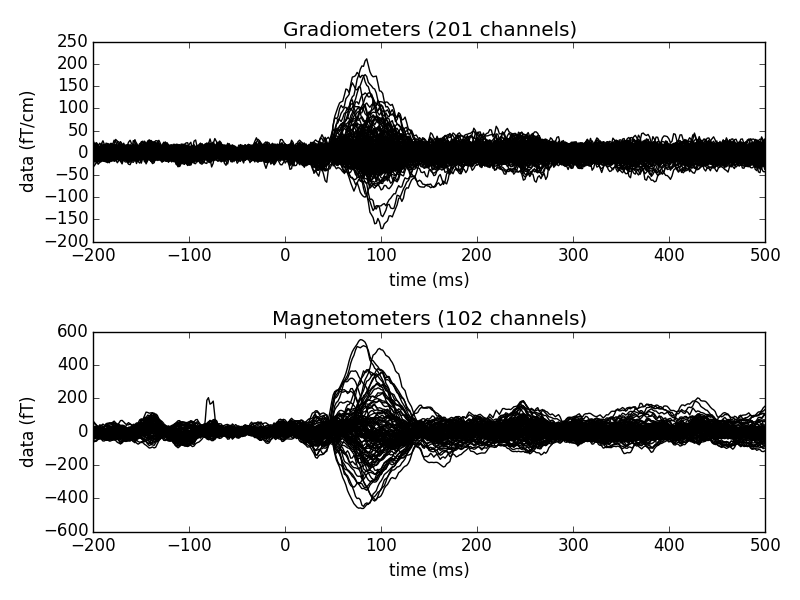 Gradiometers (201 channels)
250
200
150
100
50
0
−50
−100
−150
−200
data (fT/cm)
−200 −100 0 100 200 300 400 500
time (ms)
Magnetometers (102 channels)
600
400
200
0
−200
−400
−600
data (fT)
−200 −100 0 100 200 300 400 500
time (ms)